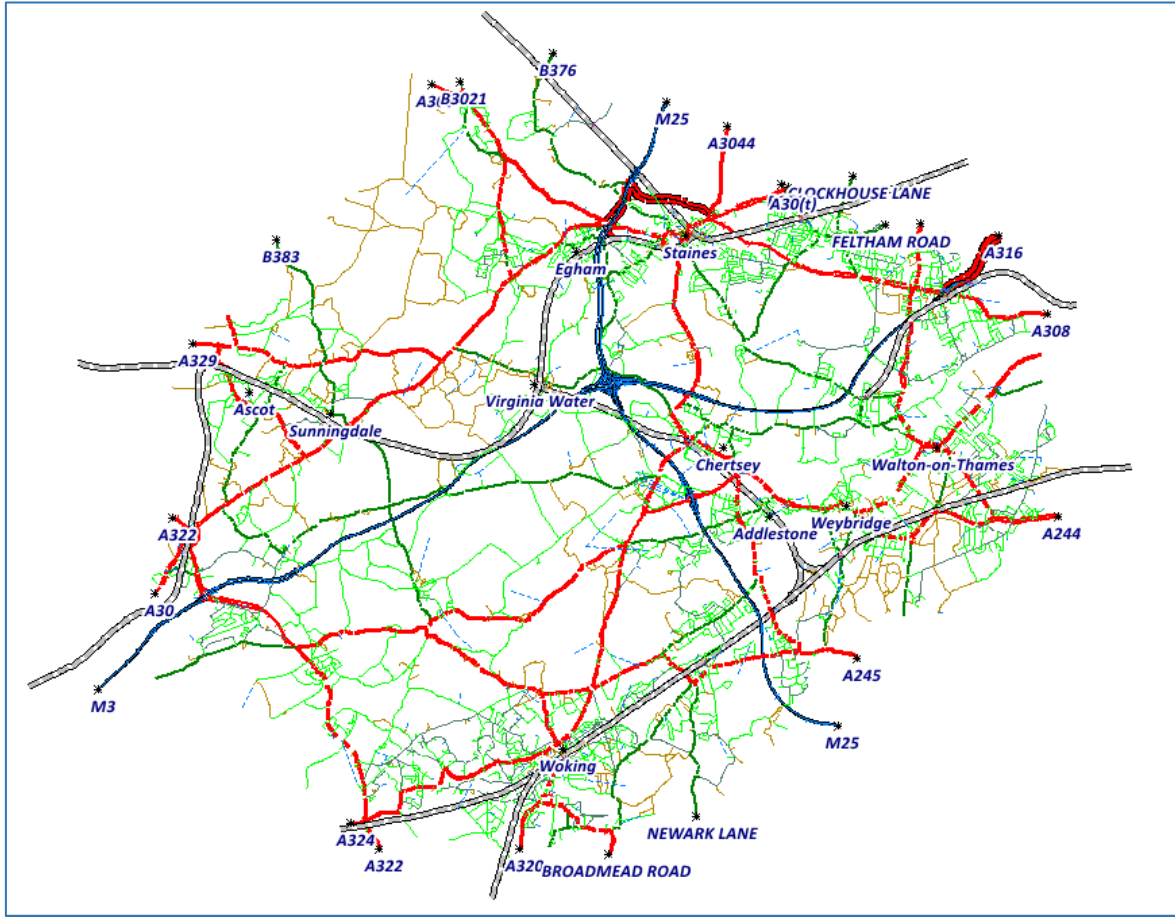 B376
B3021
M25
A3044
CLOCKHOUSE LANE
A30(t)
FELTHAM ROAD
A316
B383
Egham
Staines
A308
A329
Ascot
Virginia Water
Sunningdale
Chertsey
Walton-on-Thames
A322
Addlestone
Weybridge
A244
A30
A245
M3
M25
Woking
NEWARK LANE
A324
A322
A320
BROADMEAD ROAD